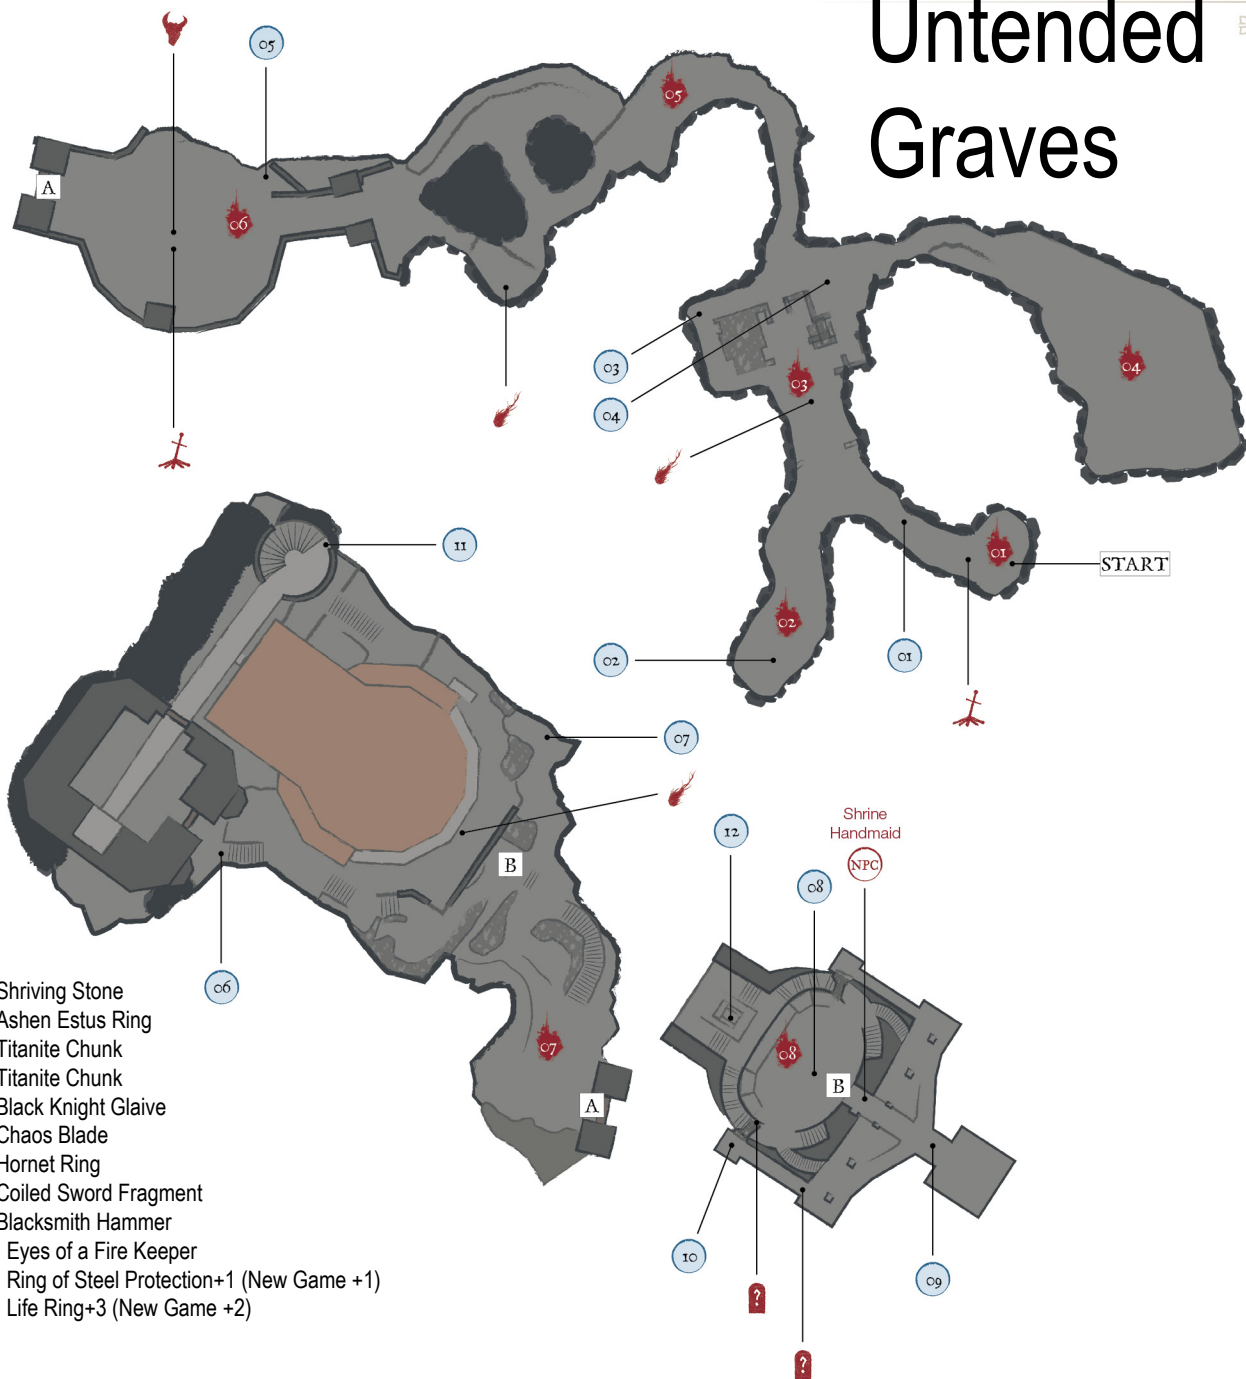 Untended
Graves
05
A
06
05
03
04
03
04
01
START
02
02
01
11
07
B
06
07
A
12
Shrine
Handmaid
NPC
08
08
B
10
09
?
?
Shriving Stone
Ashen Estus Ring
Titanite Chunk
Titanite Chunk
Black Knight Glaive
Chaos Blade
Hornet Ring
Coiled Sword Fragment
Blacksmith Hammer
Eyes of a Fire Keeper
Ring of Steel Protection+1 (New Game +1)
Life Ring+3 (New Game +2)